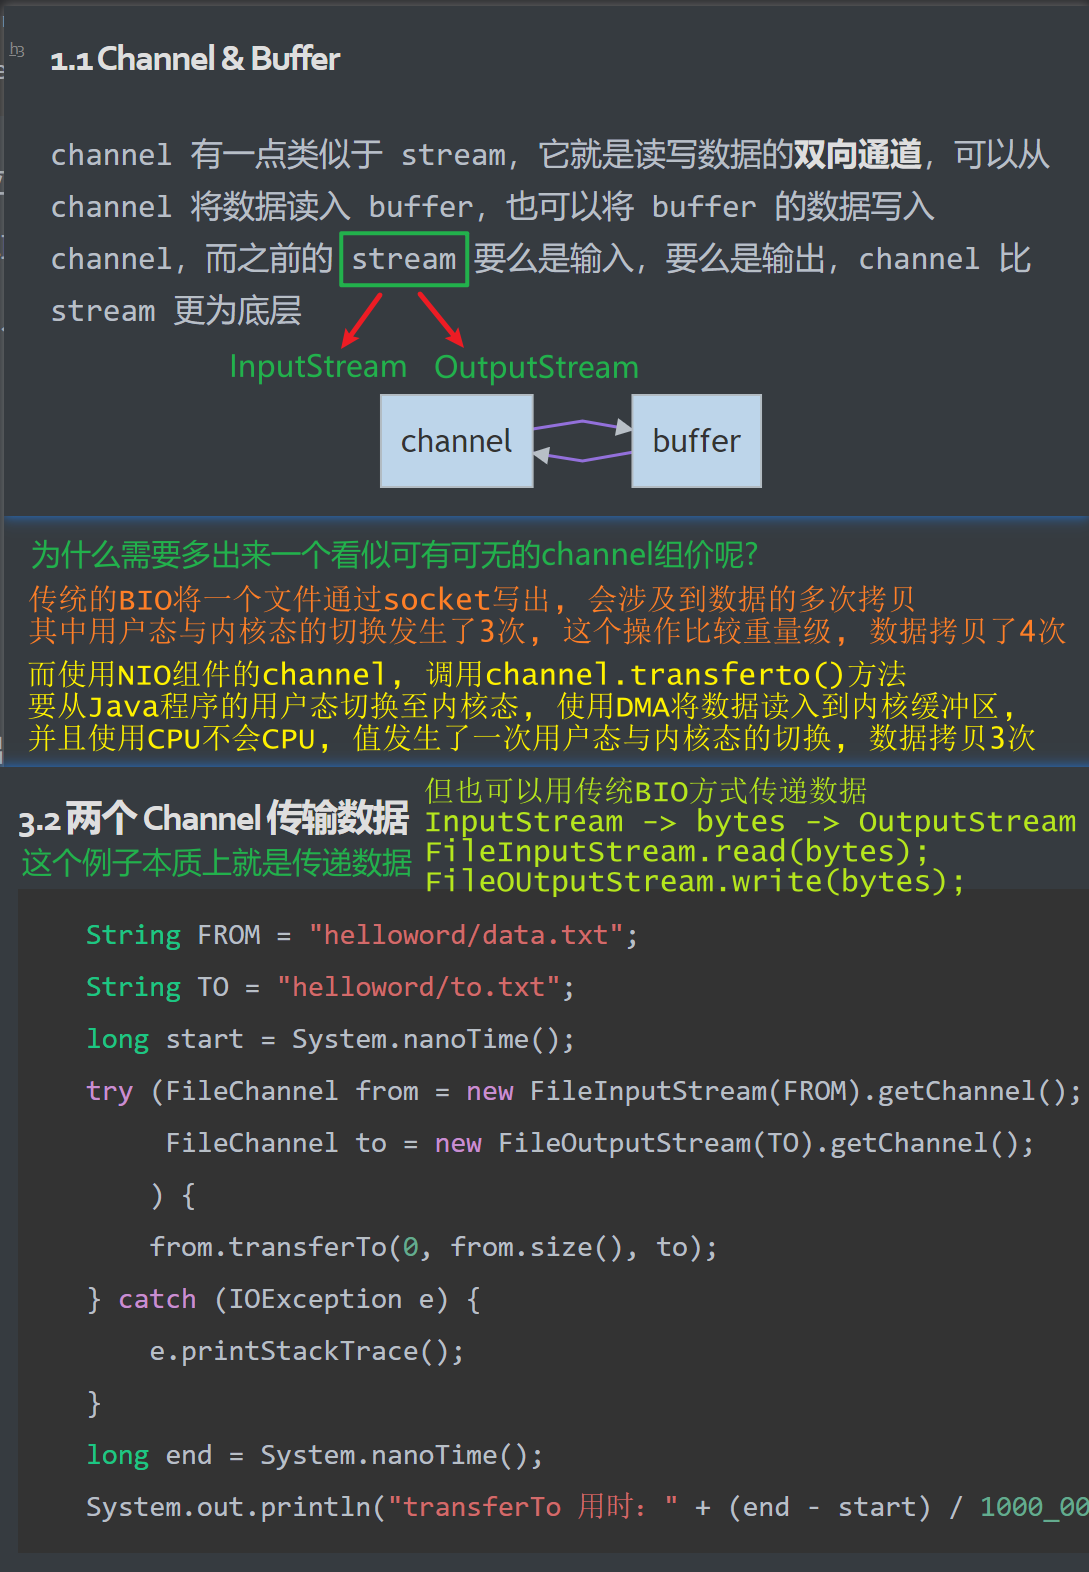 h3
1.1 Channel & Buffer
channel 有一点类似于 stream，它就是读写数据的双向通道，可以从
channel 将数据读入 buffer，也可以将 buffer 的数据写入
channel，而之前的 stream 要么是输入，要么是输出，channel 比
stream 更为底层
InputStream OutputStream
channel buffer
为什么需要多出来一个看似可有可无的channel组价呢?
传统的BIO将一个文件通过socket写出，会涉及到数据的多次拷贝
其中用户态与内核态的切换发生了3次，这个操作比较重量级，数据拷贝了4次
而使用NIO组件的channel，调用channel.transferto()方法
要从Java程序的用户态切换至内核态，使用DMA将数据读入到内核缓冲区，
并且使用CPU不会CPU，值发生了一次用户态与内核态的切换，数据拷贝3次
3.2 两个 Channel 传输数据
这个例子本质上就是传递数据
但也可以用传统BIO方式传递数据
InputStream -> bytes -> OutputStream
FileInputStream.read(bytes);
FileOUtputStream.write(bytes);
String FROM = "helloword/data.txt";
String TO = "helloword/to.txt";
long start = System.nanoTime();
try (FileChannel from = new FileInputStream(FROM).getChannel();
FileChannel to = new FileOutputStream(TO).getChannel();
) {
from.transferTo(0, from.size(), to);
} catch (IOException e) {
e.printStackTrace();
}
long end = System.nanoTime();
System.out.println("transferTo 用时：" + (end - start) / 1000_00